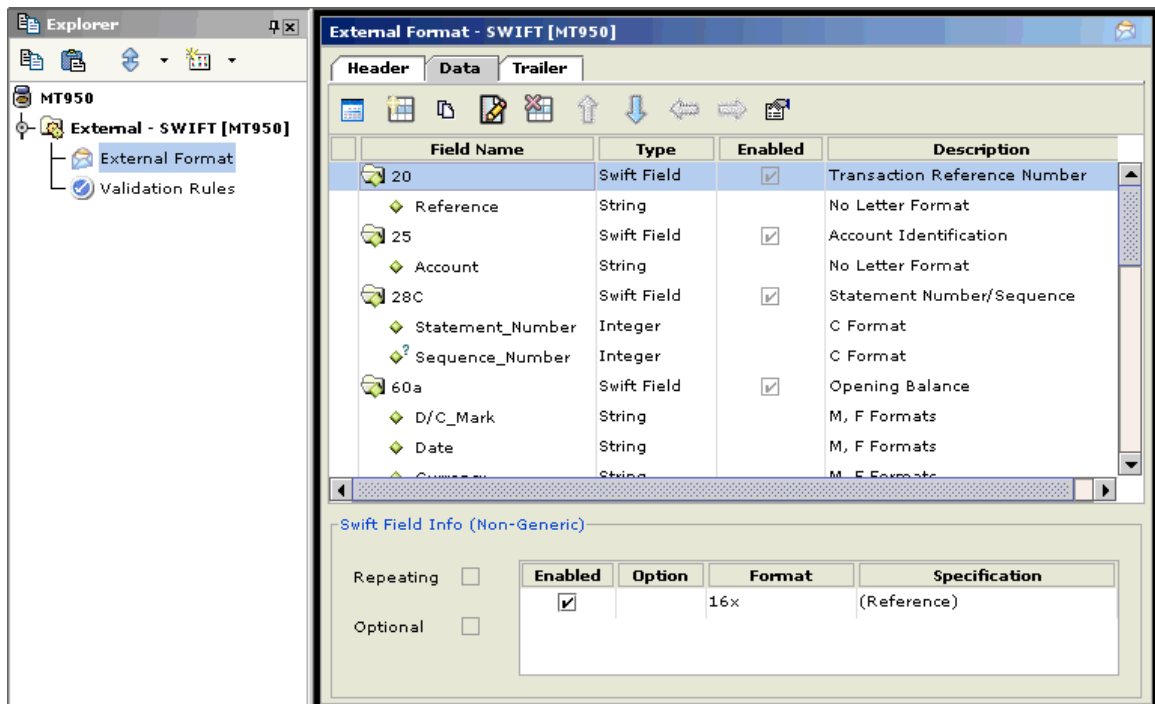 Explorer
MT950
External - SWIFT [MT950]
External Format
Validation Rules
External Format - SWIFT [MT950]
Header Data Trailer
Field Name Type Enabled Description
20 Swift Field Transaction Reference Number
Reference String No Letter Format
25 Swift Field Account Identification
Account String No Letter Format
28C Swift Field Statement Number/Sequence
Statement_Number Integer C Format
Sequence_Number Integer C Format
60a Swift Field Opening Balance
D/C_Mark String M, F Formats
Date String M, F Formats
Currency String M, F Formats
Swift Field Info (Non-Generic)
Repeating
Optional
Enabled Option Format Specification
16x (Reference)